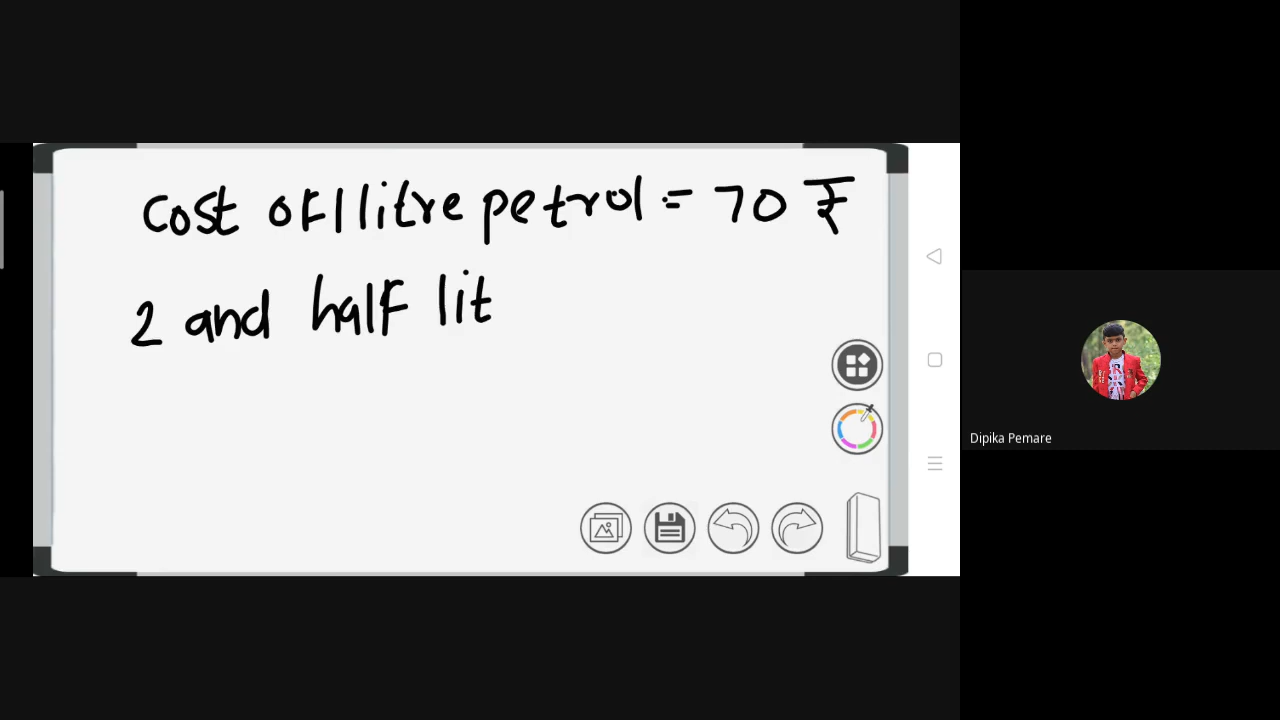 cost of 1 litre petrol = 70 ₹
2 and half lit
Dipika Pemare